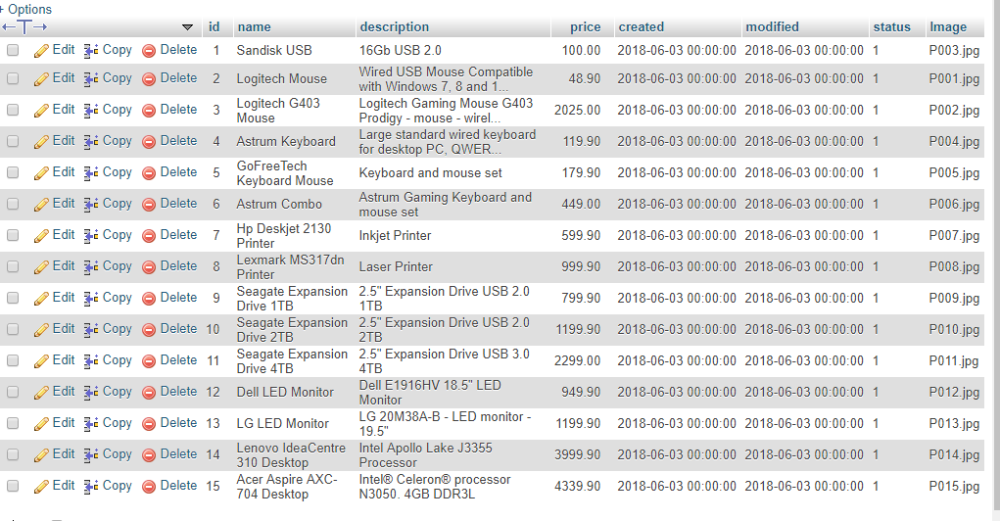 + Options
←T→ id name description price created modified status Image
Edit Copy Delete 1 Sandisk USB 16Gb USB 2.0 100.00 2018-06-03 00:00:00 2018-06-03 00:00:00 1 P003.jpg
Edit Copy Delete 2 Logitech Mouse Wired USB Mouse Compatible with Windows 7, 8 and 1... 48.90 2018-06-03 00:00:00 2018-06-03 00:00:00 1 P001.jpg
Edit Copy Delete 3 Logitech G403 Mouse Logitech Gaming Mouse G403 Prodigy - mouse - wirel... 2025.00 2018-06-03 00:00:00 2018-06-03 00:00:00 1 P002.jpg
Edit Copy Delete 4 Astrum Keyboard Large standard wired keyboard for desktop PC, QWER... 119.90 2018-06-03 00:00:00 2018-06-03 00:00:00 1 P004.jpg
Edit Copy Delete 5 GoFreeTech Keyboard Mouse Keyboard and mouse set 179.90 2018-06-03 00:00:00 2018-06-03 00:00:00 1 P005.jpg
Edit Copy Delete 6 Astrum Combo Astrum Gaming Keyboard and mouse set 449.00 2018-06-03 00:00:00 2018-06-03 00:00:00 1 P006.jpg
Edit Copy Delete 7 Hp Deskjet 2130 Printer Inkjet Printer 599.90 2018-06-03 00:00:00 2018-06-03 00:00:00 1 P007.jpg
Edit Copy Delete 8 Lexmark MS317dn Printer Laser Printer 999.90 2018-06-03 00:00:00 2018-06-03 00:00:00 1 P008.jpg
Edit Copy Delete 9 Seagate Expansion Drive 1TB 2.5" Expansion Drive USB 2.0 1TB 799.90 2018-06-03 00:00:00 2018-06-03 00:00:00 1 P009.jpg
Edit Copy Delete 10 Seagate Expansion Drive 2TB 2.5" Expansion Drive USB 2.0 2TB 1199.90 2018-06-03 00:00:00 2018-06-03 00:00:00 1 P010.jpg
Edit Copy Delete 11 Seagate Expansion Drive 4TB 2.5" Expansion Drive USB 3.0 4TB 2299.00 2018-06-03 00:00:00 2018-06-03 00:00:00 1 P011.jpg
Edit Copy Delete 12 Dell LED Monitor Dell E1916HV 18.5" LED Monitor 949.90 2018-06-03 00:00:00 2018-06-03 00:00:00 1 P012.jpg
Edit Copy Delete 13 LG LED Monitor LG 20M38A-B - LED monitor - 19.5" 1199.90 2018-06-03 00:00:00 2018-06-03 00:00:00 1 P013.jpg
Edit Copy Delete 14 Lenovo IdeaCentre 310 Desktop Intel Apollo Lake J3355 Processor 3999.90 2018-06-03 00:00:00 2018-06-03 00:00:00 1 P014.jpg
Edit Copy Delete 15 Acer Aspire AXC-704 Desktop Intel® Celeron® processor N3050. 4GB DDR3L 4339.90 2018-06-03 00:00:00 2018-06-03 00:00:00 1 P015.jpg